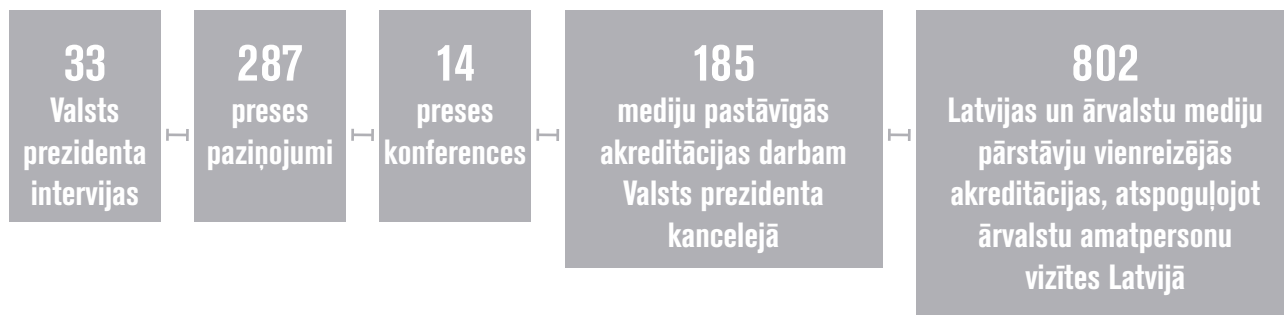 33
Valsts
prezidenta
intervijas
287
preses
paziņojumi
14
preses
konferences
185
mediju pastāvīgās
akreditācijas darbam
Valsts prezidenta
kancelejā
802
Latvijas un ārvalstu mediju
pārstāvju vienreizējās
akreditācijas, atspoguļojot
ārvalstu amatpersonu
vizītes Latvijā